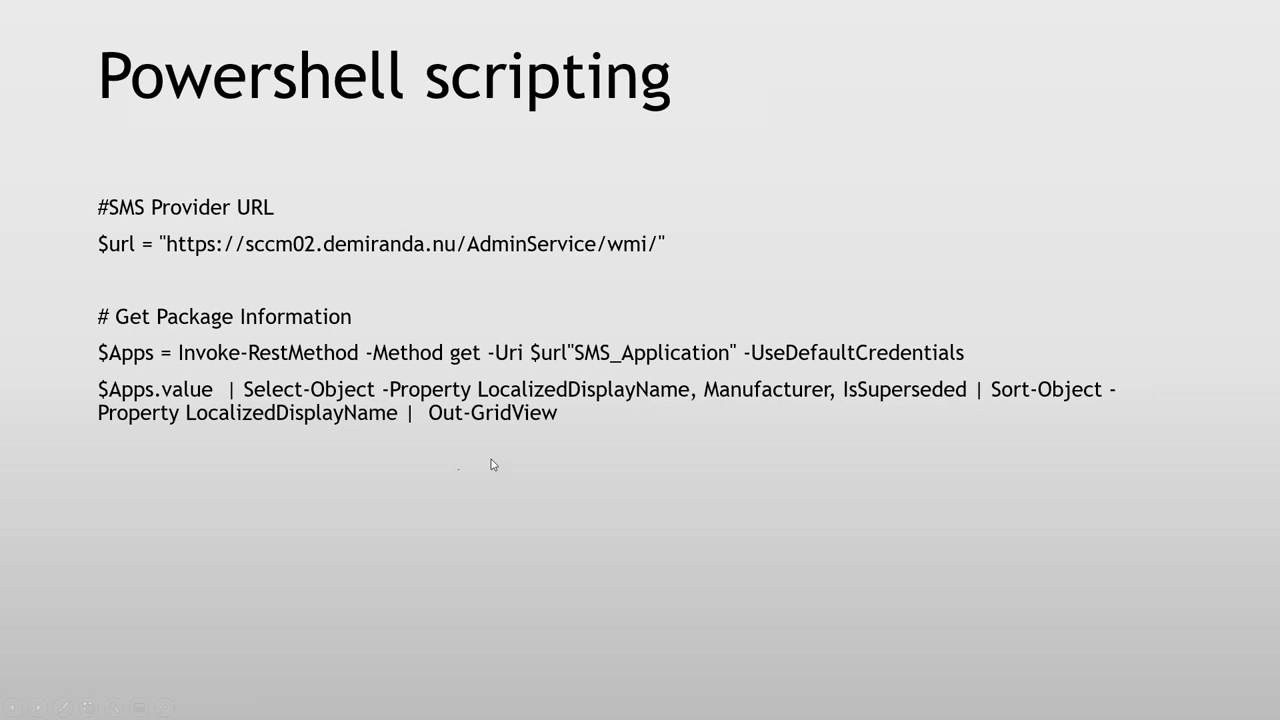 Powershell scripting
#SMS Provider URL
$url = "https://sccm02.demiranda.nu/AdminService/wmi/"
# Get Package Information
$Apps = Invoke-RestMethod -Method get -Uri $url"SMS_Application" -UseDefaultCredentials
$Apps.value | Select-Object -Property LocalizedDisplayName, Manufacturer, IsSuperseded | Sort-Object -
Property LocalizedDisplayName | Out-GridView